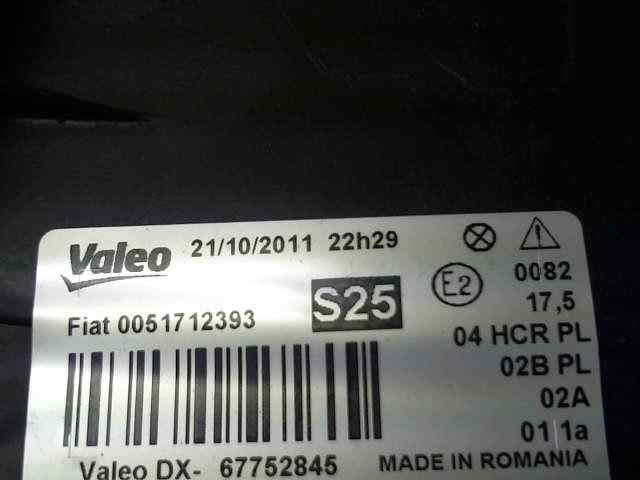 Valeo 21/10/2011 22h29
Fiat 0051712393 S25 E2 0082
17,5
04 HCR PL
02B PL
02A
01 1a
Valeo DX- 67752845 MADE IN ROMANIA